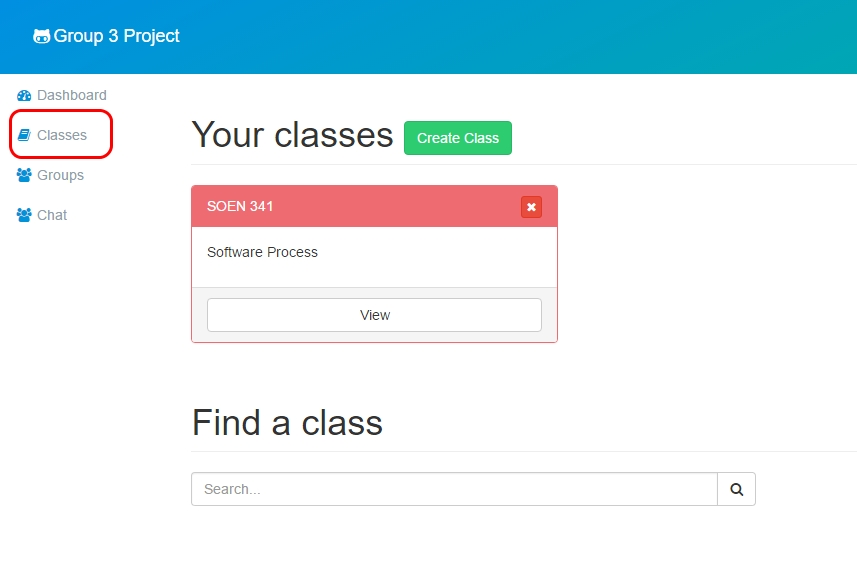 Group 3 Project
Dashboard
Classes
Groups
Chat
Your classes
Create Class
SOEN 341
Software Process
View
Find a class
Search...